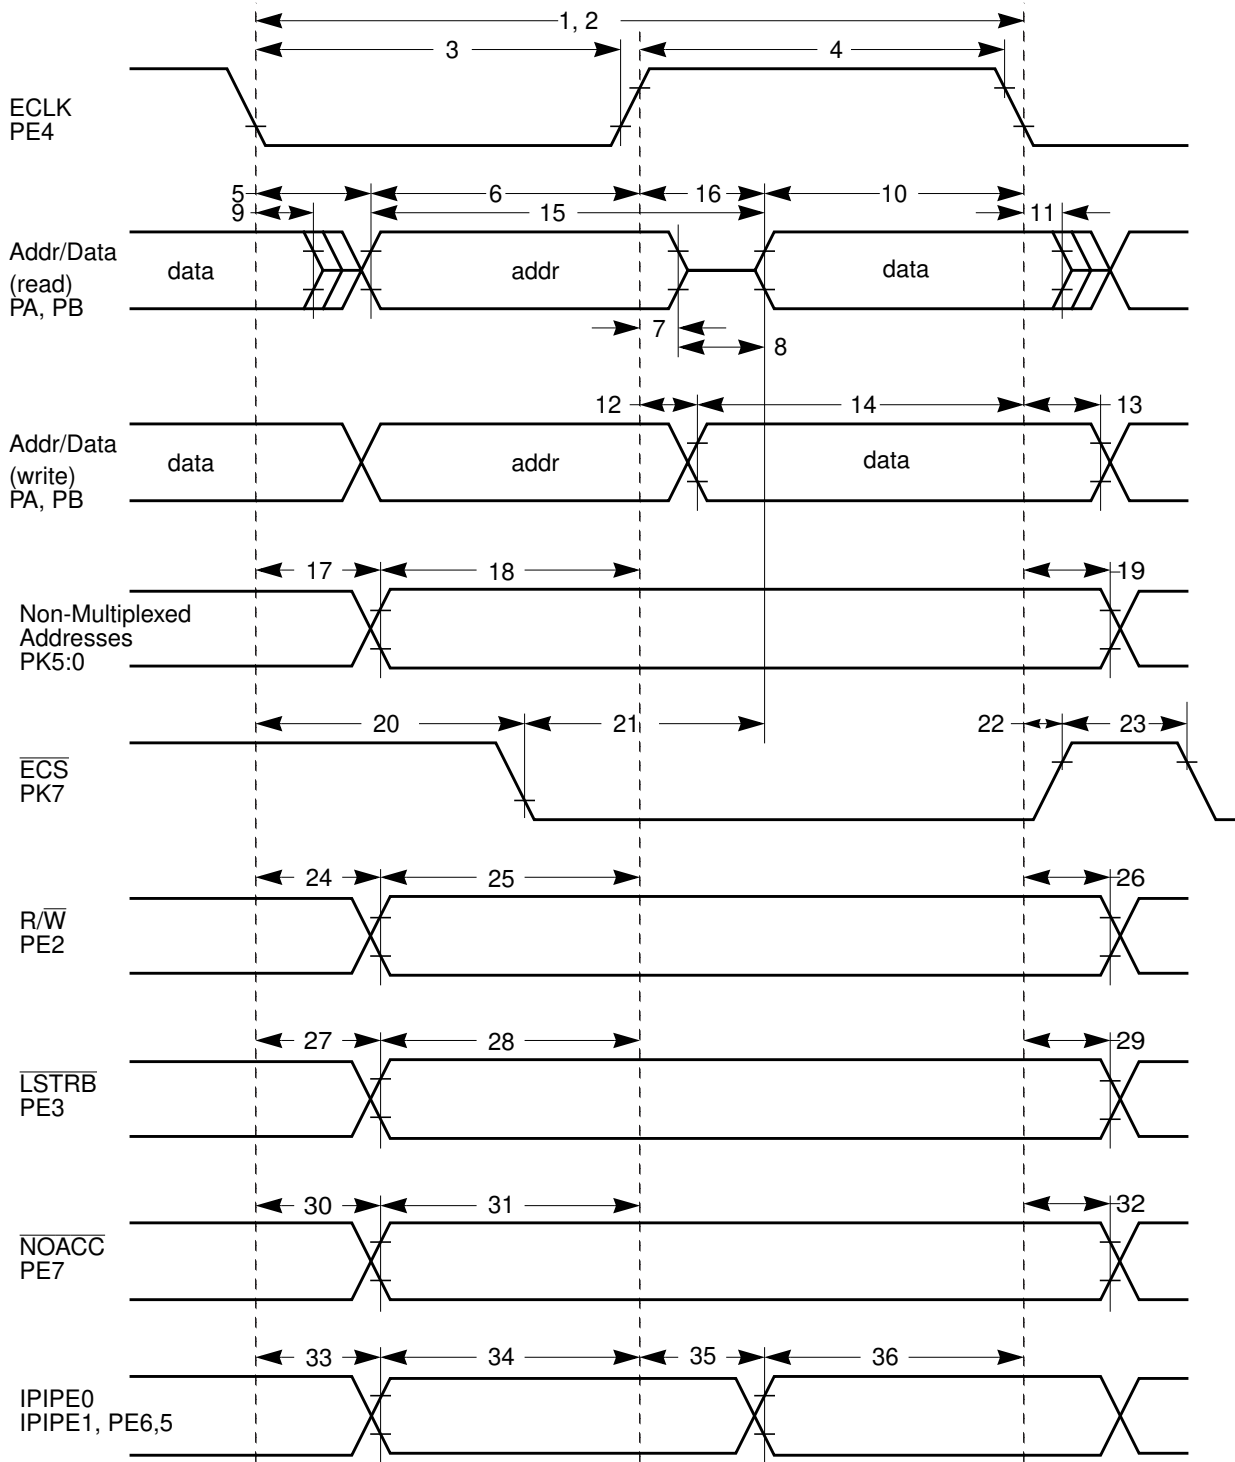 1, 2
3 4
ECLK
PE4
5 6 16 10
9 15 11
Addr/Data
(read)
PA, PB
data addr data
7
8
12 14 13
Addr/Data
(write)
PA, PB
data addr data
17 18 19
Non-Multiplexed
Addresses
PK5:0
20 21 22 23
ECS
PK7
24 25 26
R/W
PE2
27 28 29
LSTRB
PE3
30 31 32
NOACC
PE7
33 34 35 36
IPIPE0
IPIPE1, PE6,5